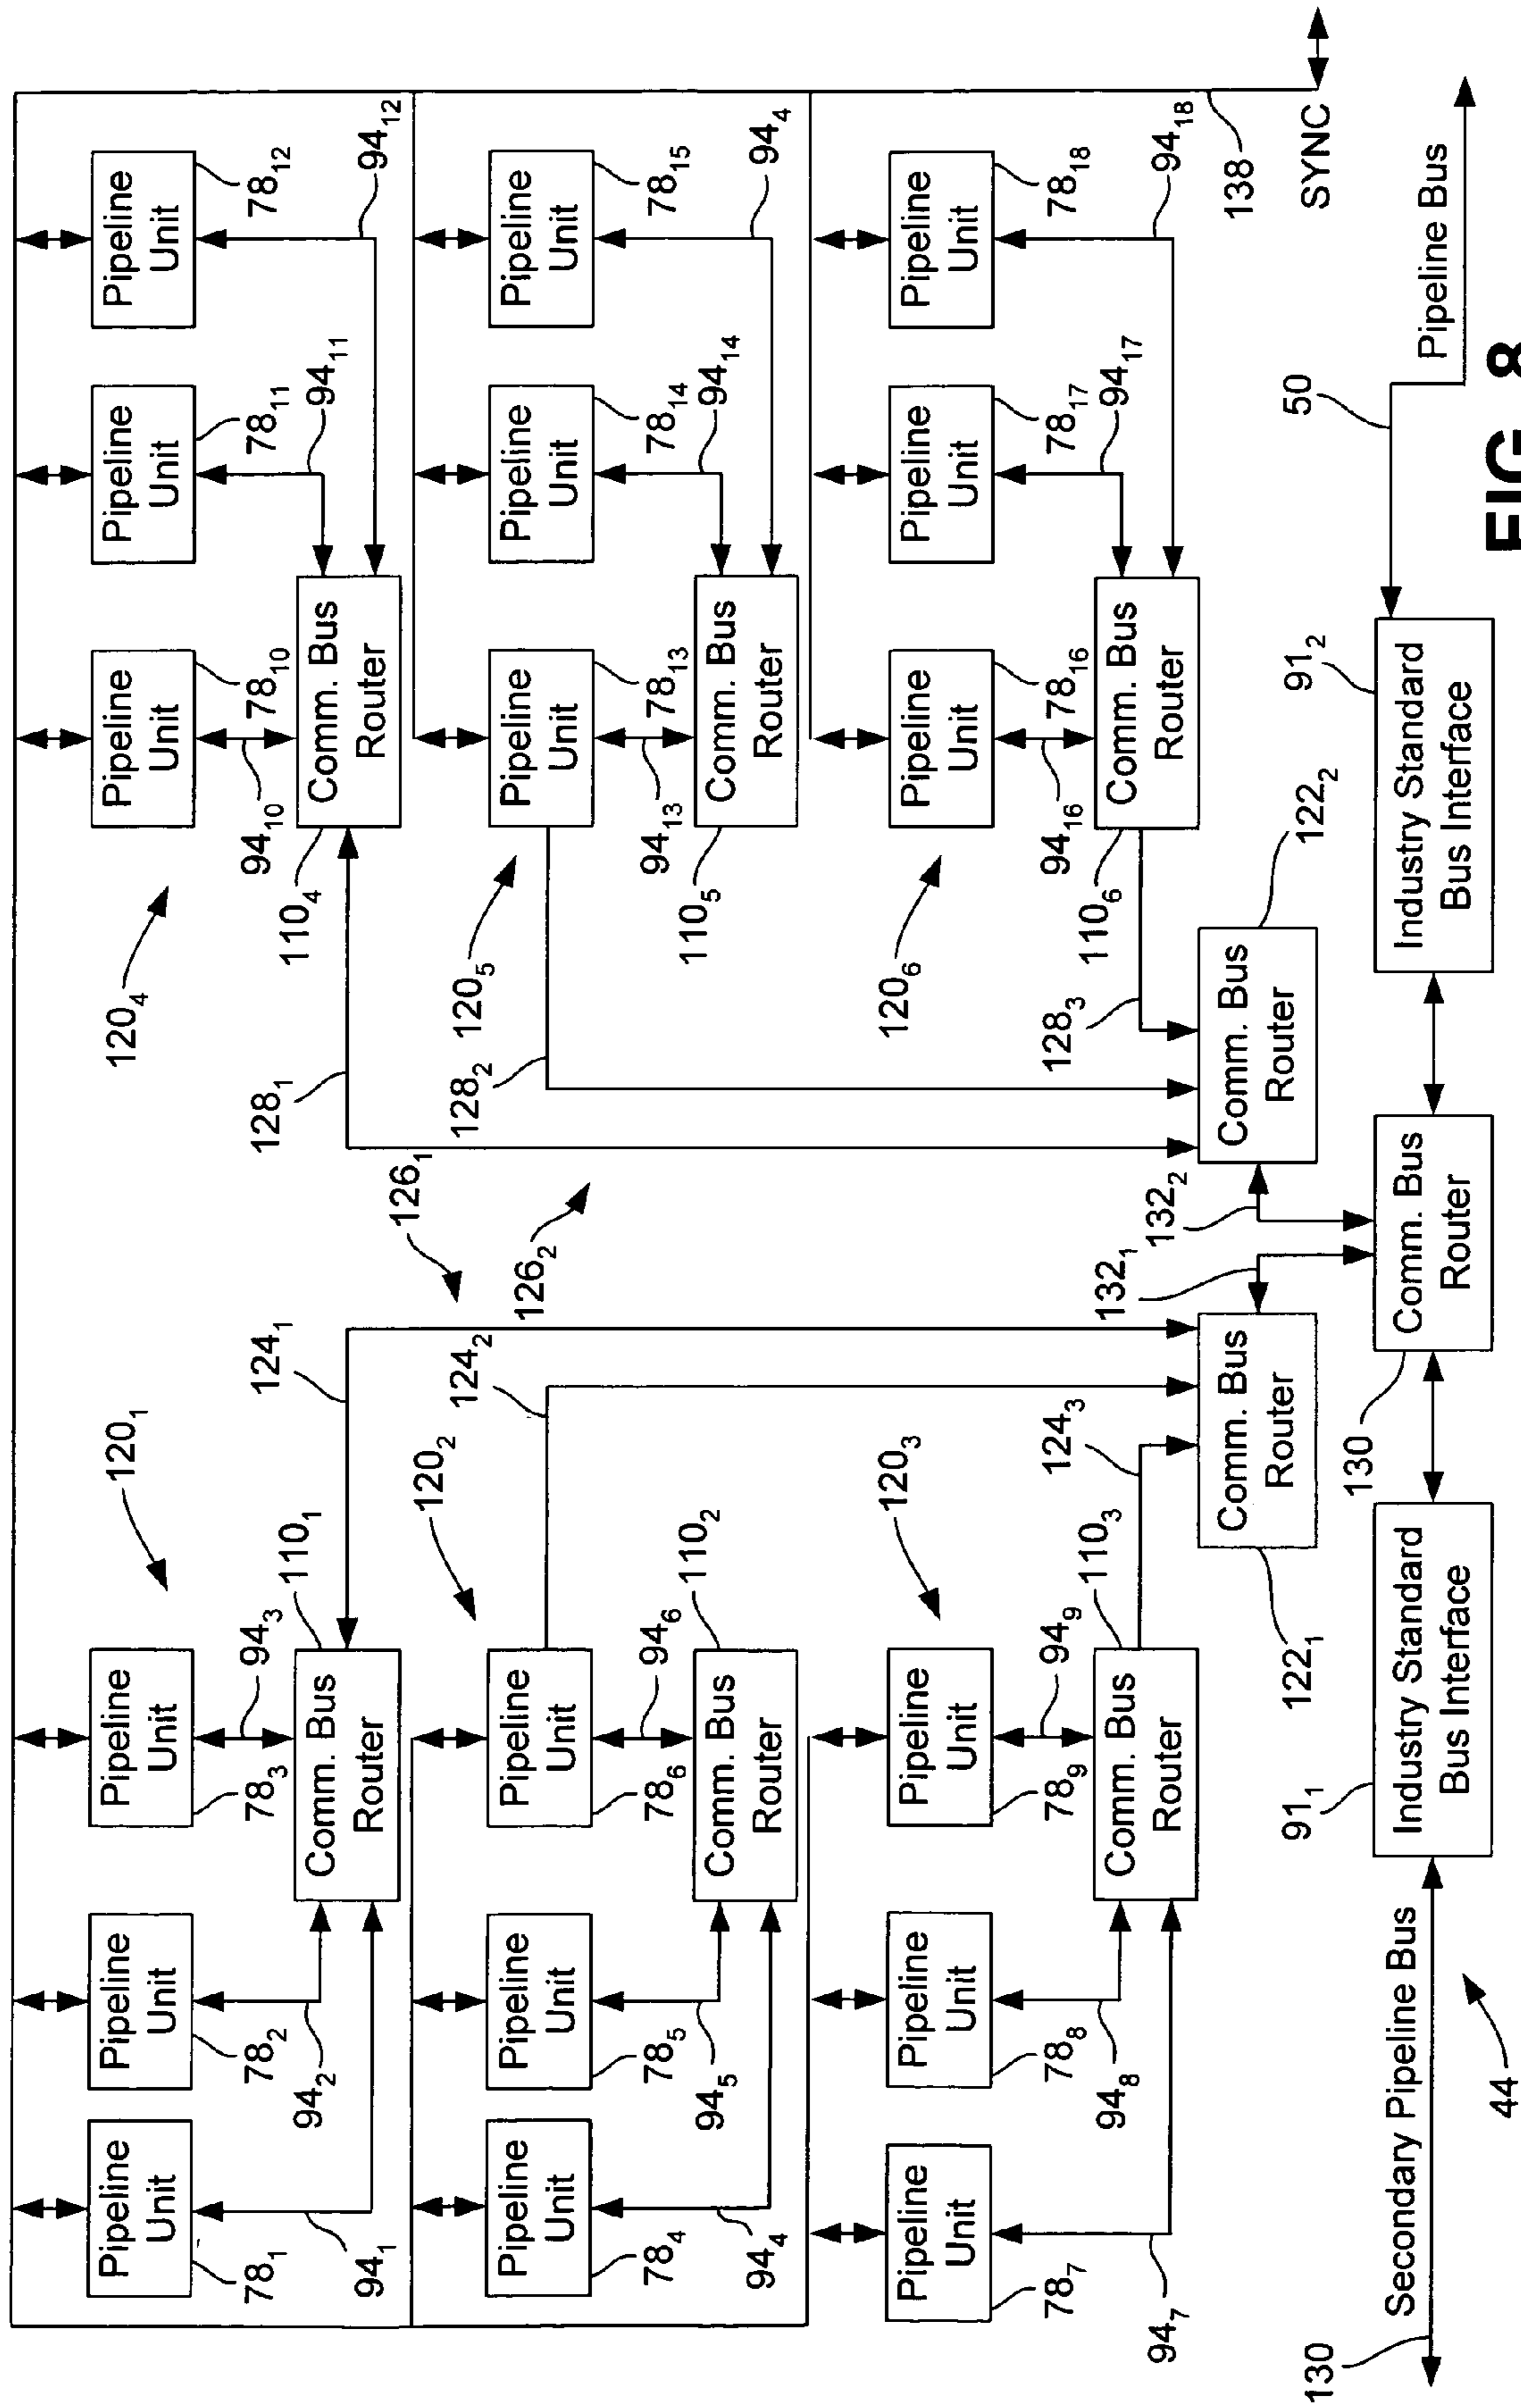 Pipeline
Unit
78₁
94₁
Pipeline
Unit
78₂
94₂
Pipeline
Unit
78₃
94₃
Comm. Bus
Router
110₁
120₁
124₁
Pipeline
Unit
78₁₀
94₁₀
Pipeline
Unit
78₁₁
94₁₁
Pipeline
Unit
78₁₂
94₁₂
Comm. Bus
Router
110₄
120₄
128₁
126₁
126₂
Pipeline
Unit
78₄
94₄
Pipeline
Unit
78₅
94₅
Pipeline
Unit
78₆
94₆
Comm. Bus
Router
110₂
120₂
124₂
Pipeline
Unit
78₁₃
94₁₃
Pipeline
Unit
78₁₄
94₁₄
Pipeline
Unit
78₁₅
94₄
Comm. Bus
Router
110₅
120₅
128₂
Pipeline
Unit
78₇
94₇
Pipeline
Unit
78₈
94₈
Pipeline
Unit
78₉
94₉
Comm. Bus
Router
110₃
120₃
124₃
Pipeline
Unit
78₁₆
94₁₆
Pipeline
Unit
78₁₇
94₁₇
Pipeline
Unit
78₁₈
94₁₈
Comm. Bus
Router
110₆
120₆
128₃
138
SYNC
Comm. Bus
Router
122₁
132₁
Comm. Bus
Router
122₂
132₂
130
Secondary Pipeline Bus
Industry Standard
Bus Interface
91₁
Comm. Bus
Router
130
Industry Standard
Bus Interface
91₂
50
Pipeline Bus
44
FIG. 8